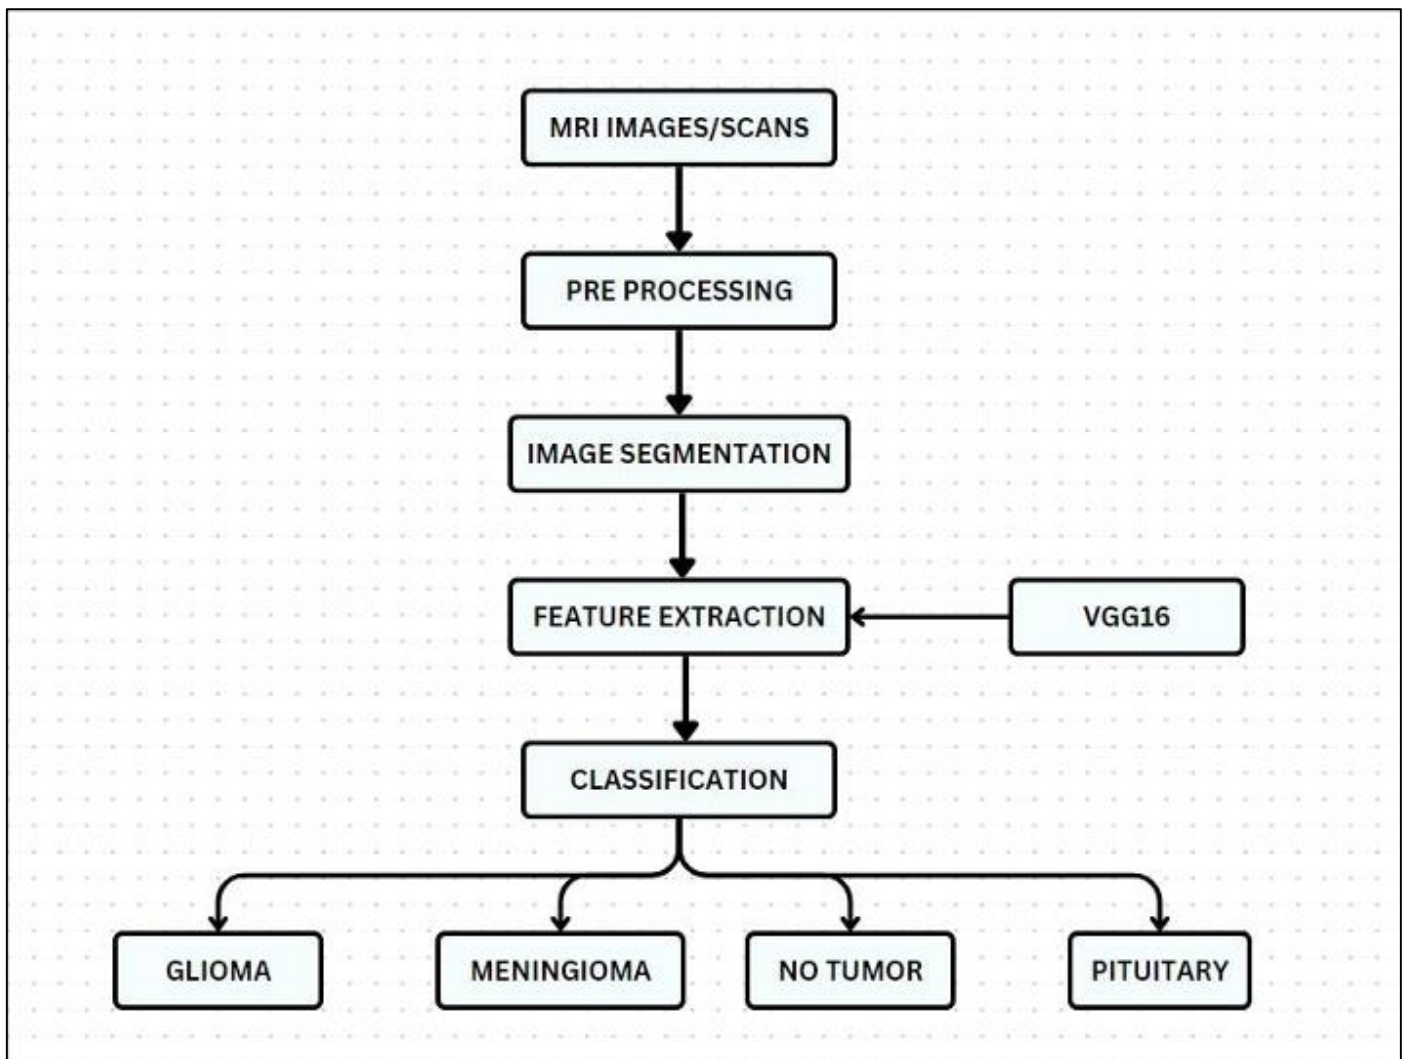 MRI IMAGES/SCANS
PRE PROCESSING
IMAGE SEGMENTATION
FEATURE EXTRACTION
VGG16
CLASSIFICATION
GLIOMA
MENINGIOMA
NO TUMOR
PITUITARY